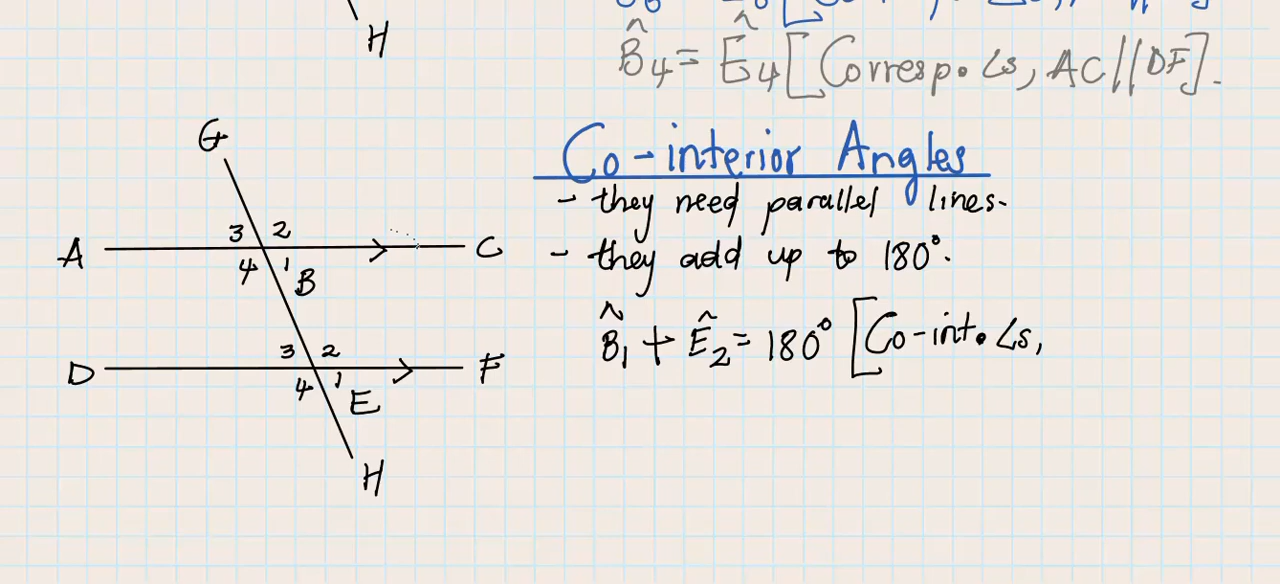 H
B̂₄ = Ê₄ [Corresp. ∠s, AC//DF].
Co-interior Angles
- they need parallel lines.
- they add up to 180°.
B̂₁ + Ê₂ = 180° [Co-int. ∠s,
G
3 2
A C
4 1 B
3 2
D F
4 1 E
H